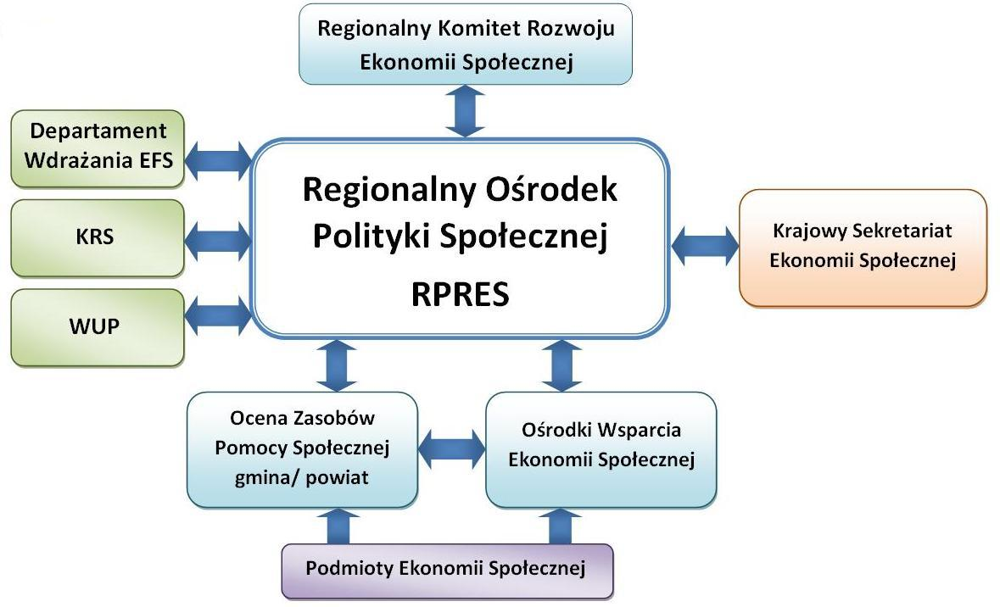 Regionalny Komitet Rozwoju
Ekonomii Społecznej
Departament
Wdrażania EFS
KRS
WUP
Regionalny Ośrodek
Polityki Społecznej
RPRES
Krajowy Sekretariat
Ekonomii Społecznej
Ocena Zasobów
Pomocy Społecznej
gmina/ powiat
Ośrodki Wsparcia
Ekonomii Społecznej
Podmioty Ekonomii Społecznej